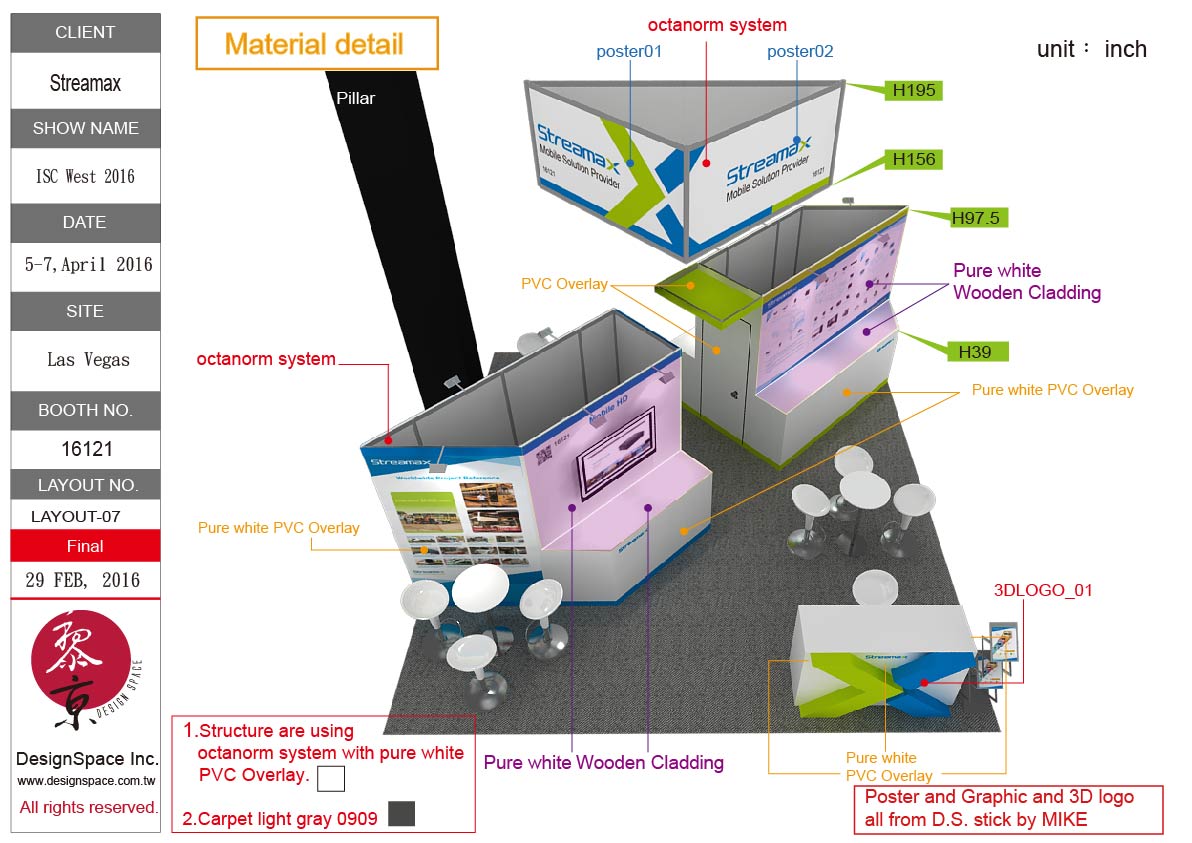 CLIENT
Streamax
SHOW NAME
ISC West 2016
DATE
5-7,April 2016
SITE
Las Vegas
BOOTH NO.
16121
LAYOUT NO.
LAYOUT-07
Final
29 FEB, 2016
黎
京
DESIGN SPACE
DesignSpace Inc.
www.designspace.com.tw
All rights reserved.
Material detail
unit： inch
Pillar
octanorm system
poster01
poster02
H195
H156
H97.5
H39
Streamax
Mobile Solution Provider
16121
Streamax
Mobile Solution Provider
16121
PVC Overlay
Pure white
Wooden Cladding
Streamax
Streamax
Pure white PVC Overlay
octanorm system
Mobile HD
16121
Streamax
Worldwide Project Reference
Streamax
Streamax
Pure white PVC Overlay
3DLOGO_01
Streamax
Pure white Wooden Cladding
Pure white
PVC Overlay
1.Structure are using
octanorm system with pure white
PVC Overlay.
2.Carpet light gray 0909
Poster and Graphic and 3D logo
all from D.S. stick by MIKE